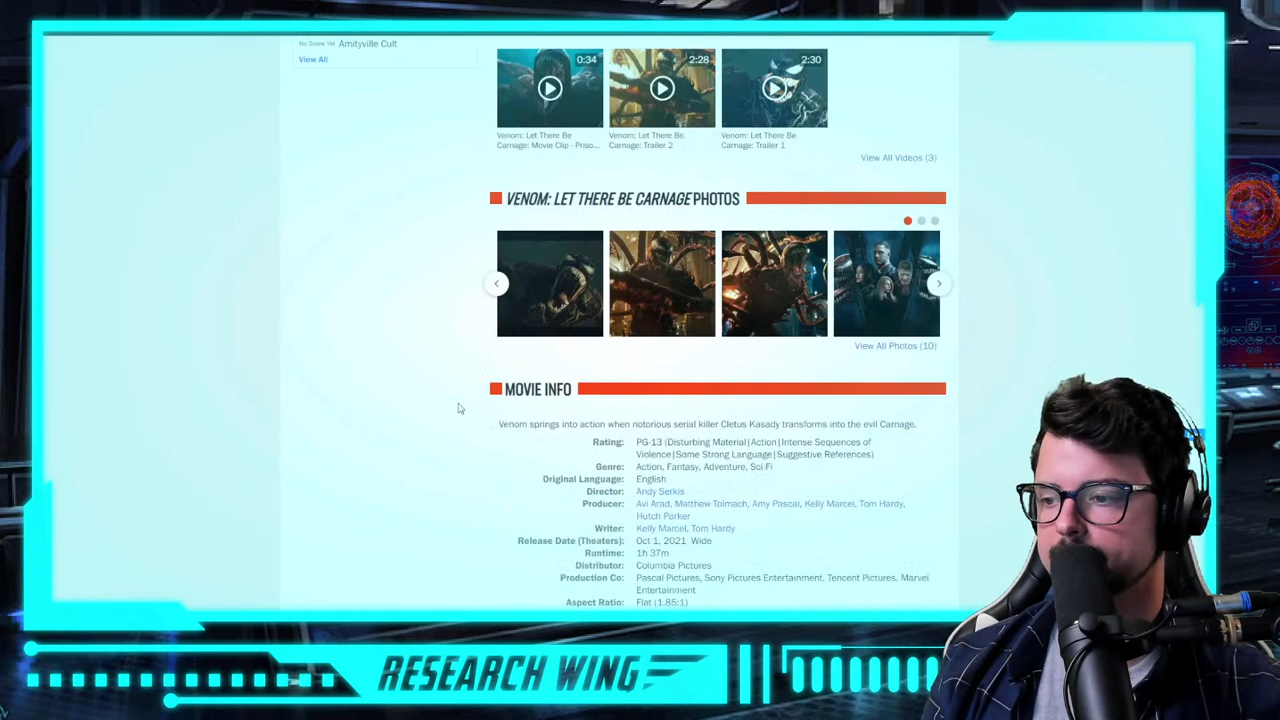 No Score Yet Amityville Cult
View All
0:34
2:28
2:30
Venom: Let There Be
Carnage: Movie Clip - Priso...
Venom: Let There Be
Carnage: Trailer 2
Venom: Let There Be
Carnage: Trailer 1
View All Videos (3)
VENOM: LET THERE BE CARNAGE PHOTOS
View All Photos (10)
MOVIE INFO
Venom springs into action when notorious serial killer Cletus Kasady transforms into the evil Carnage.
Rating: PG-13 (Disturbing Material|Action|Intense Sequences of
Violence|Some Strong Language|Suggestive References)
Genre: Action, Fantasy, Adventure, Sci-Fi
Original Language: English
Director: Andy Serkis
Producer: Avi Arad, Matthew Tolmach, Amy Pascal, Kelly Marcel, Tom Hardy,
Hutch Parker
Writer: Kelly Marcel, Tom Hardy
Release Date (Theaters): Oct 1, 2021 Wide
Runtime: 1h 37m
Distributor: Columbia Pictures
Production Co: Pascal Pictures, Sony Pictures Entertainment, Tencent Pictures, Marvel
Entertainment
Aspect Ratio: Flat (1.85:1)
RESEARCH WING